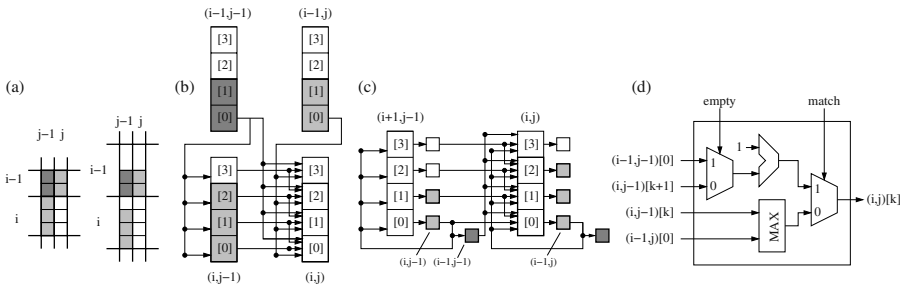 (a)
j−1 j
i−1
i
j−1 j
i−1
i
(b)
(i−1,j−1)
[3]
[2]
[1]
[0]
(i−1,j)
[3]
[2]
[1]
[0]
[3]
[2]
[1]
[0]
(i,j−1)
[3]
[2]
[1]
[0]
(i,j)
(c)
(i+1,j−1)
[3]
[2]
[1]
[0]
(i,j−1)
(i−1,j−1)
(i,j)
[3]
[2]
[1]
[0]
(i−1,j)
(d)
empty
match
(i−1,j−1)[0]
(i,j−1)[k+1]
(i,j−1)[k]
(i−1,j)[0]
1
0
1
MAX
1
0
(i,j)[k]